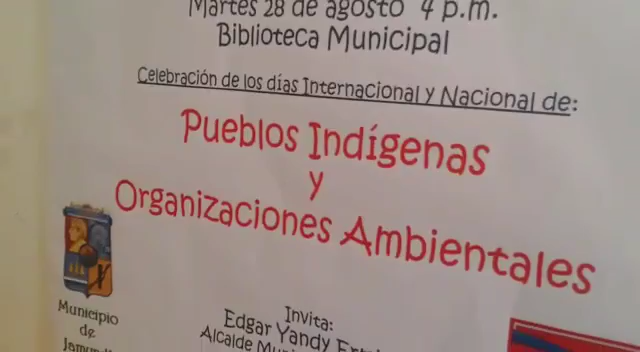 Martes 28 de agosto 4 p.m.
Biblioteca Municipal
Celebración de los días Internacional y Nacional de:
Pueblos Indígenas
y
Organizaciones Ambientales
Municipio
de
Invita:
Edgar Yandy
Alcalde